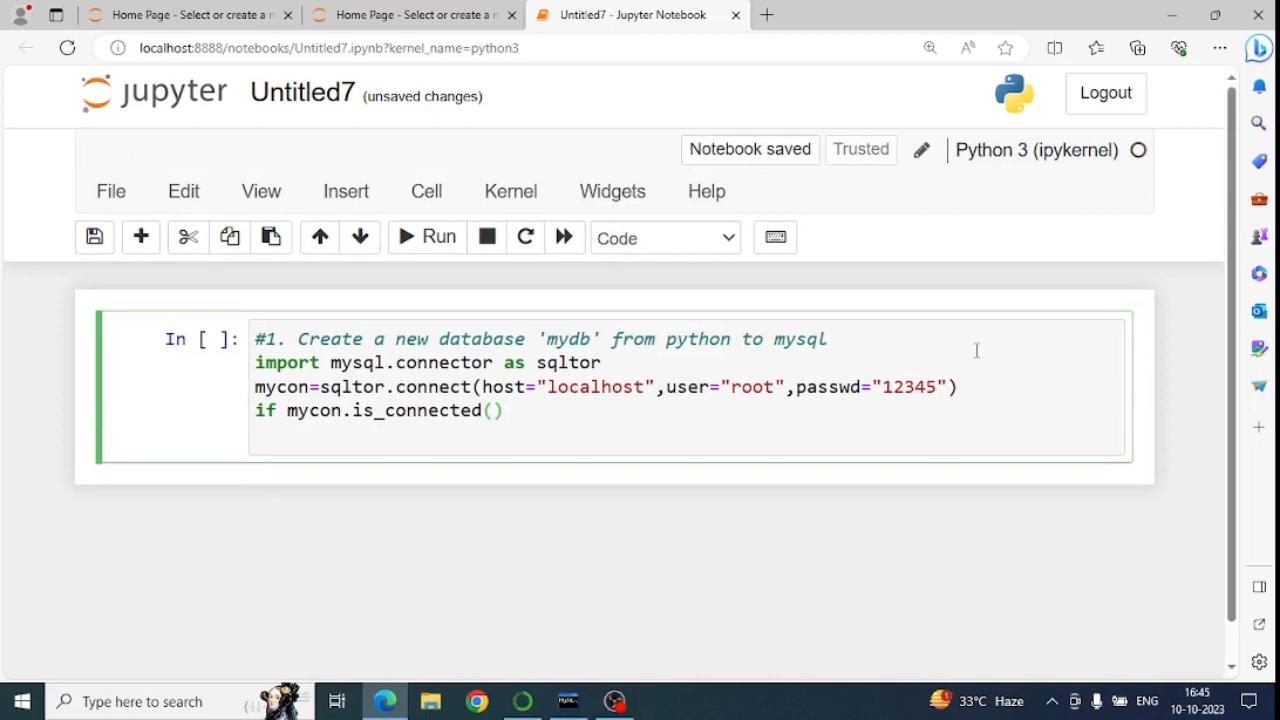 Home Page - Select or create a n
Home Page - Select or create a n
Untitled7 - Jupyter Notebook
localhost:8888/notebooks/Untitled7.ipynb?kernel_name=python3
jupyter Untitled7 (unsaved changes)
Logout
Notebook saved Trusted Python 3 (ipykernel)
File Edit View Insert Cell Kernel Widgets Help
Run Code
In [ ]: #1. Create a new database 'mydb' from python to mysql
import mysql.connector as sqltor
mycon=sqltor.connect(host="localhost",user="root",passwd="12345")
if mycon.is_connected()
Type here to search
33°C Haze ENG 16:45
10-10-2023